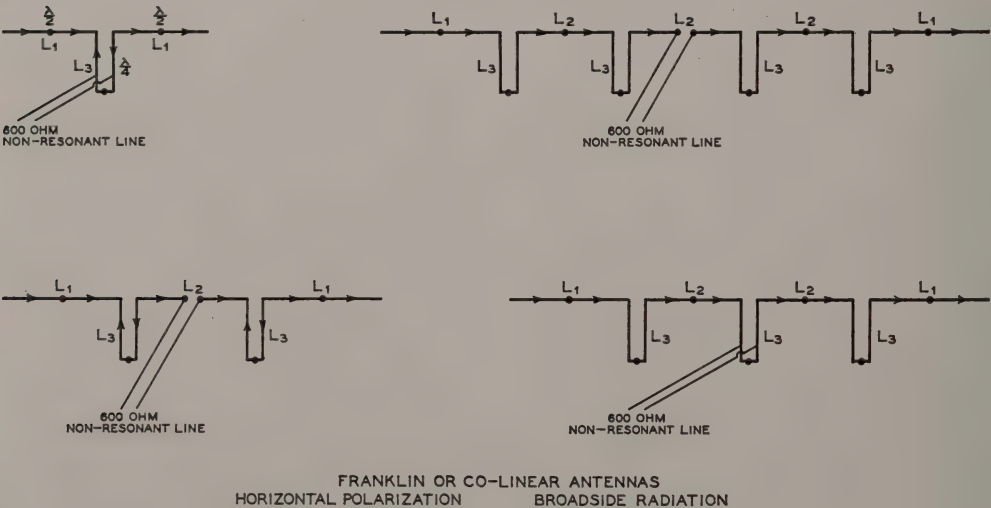 λ/2
λ/2
L1
L1
L3
λ/4
600 OHM
NON-RESONANT LINE
L1
L2
L2
L2
L1
L3
L3
L3
L3
600 OHM
NON-RESONANT LINE
L1
L2
L1
L3
L3
600 OHM
NON-RESONANT LINE
L1
L2
L2
L1
L3
L3
L3
600 OHM
NON-RESONANT LINE
FRANKLIN OR CO-LINEAR ANTENNAS
HORIZONTAL POLARIZATION BROADSIDE RADIATION